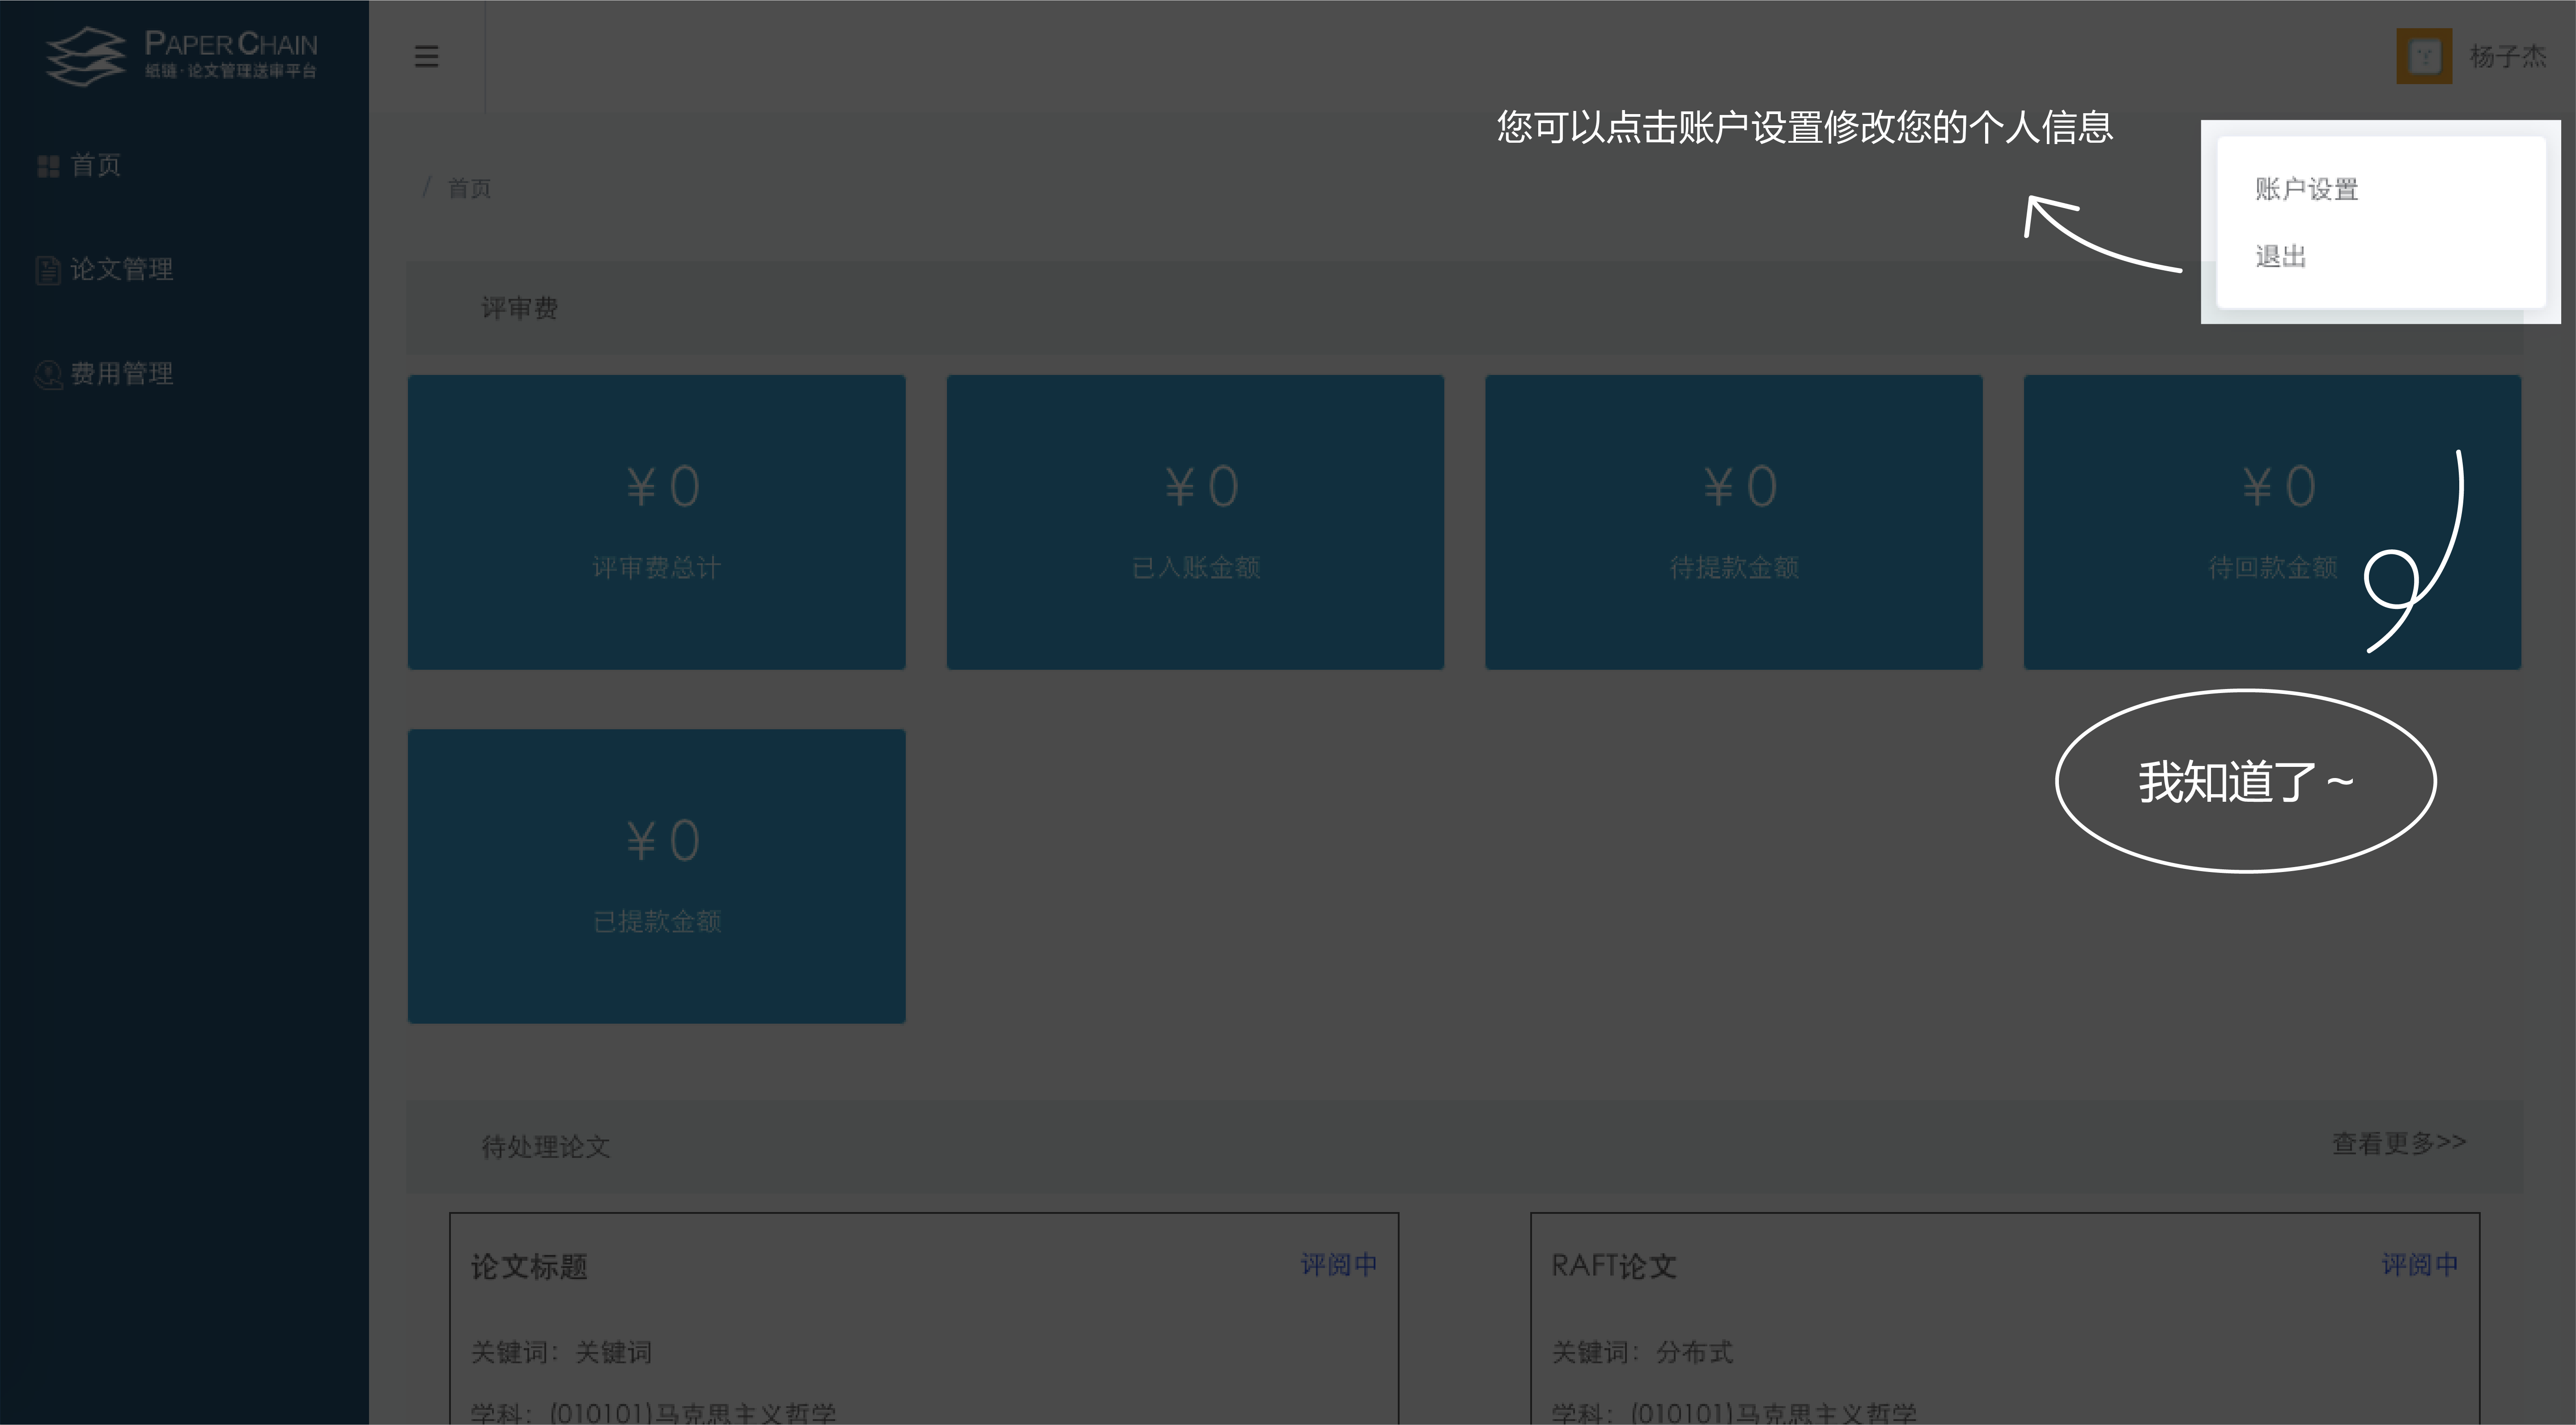 PAPER CHAIN
纸链·论文管理送审平台
杨子杰
您可以点击账户设置修改您的个人信息
账户设置
退出
首页
论文管理
费用管理
/ 首页
评审费
¥ 0
评审费总计
¥ 0
已入账金额
¥ 0
待提款金额
¥ 0
待回款金额
¥ 0
已提款金额
我知道了~
待处理论文
查看更多>>
论文标题
评阅中
关键词：关键词
学科：(010101)马克思主义哲学
RAFT论文
评阅中
关键词：分布式
学科：(010101)马克思主义哲学